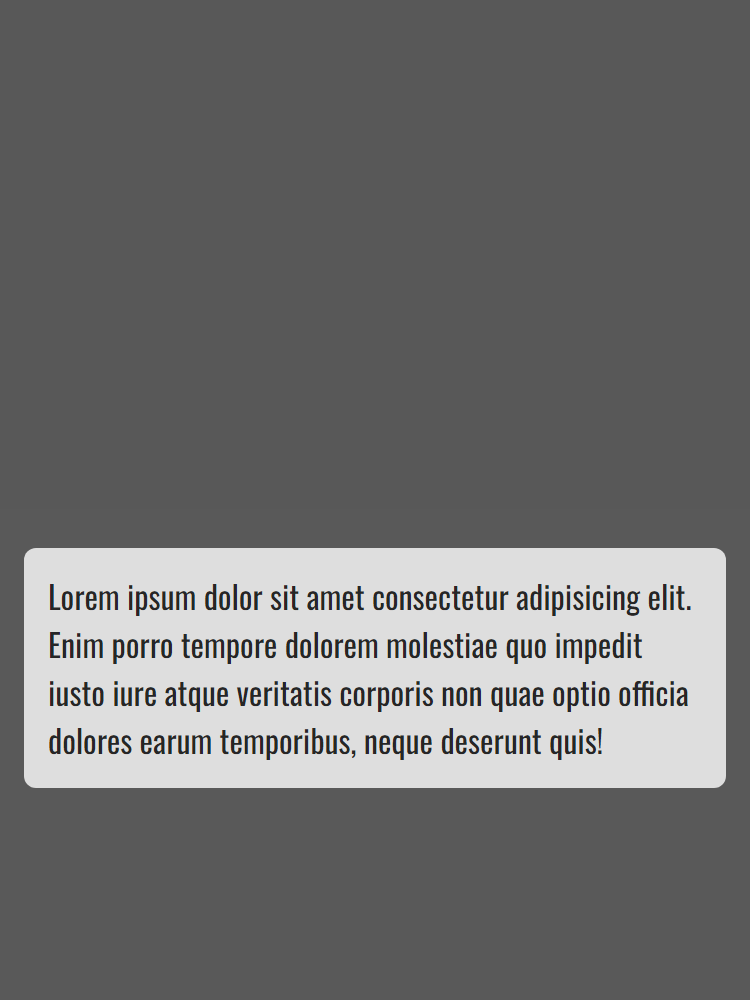 Lorem ipsum dolor sit amet consectetur adipisicing elit.
Enim porro tempore dolorem molestiae quo impedit
iusto iure atque veritatis corporis non quae optio officia
dolores earum temporibus, neque deserunt quis!